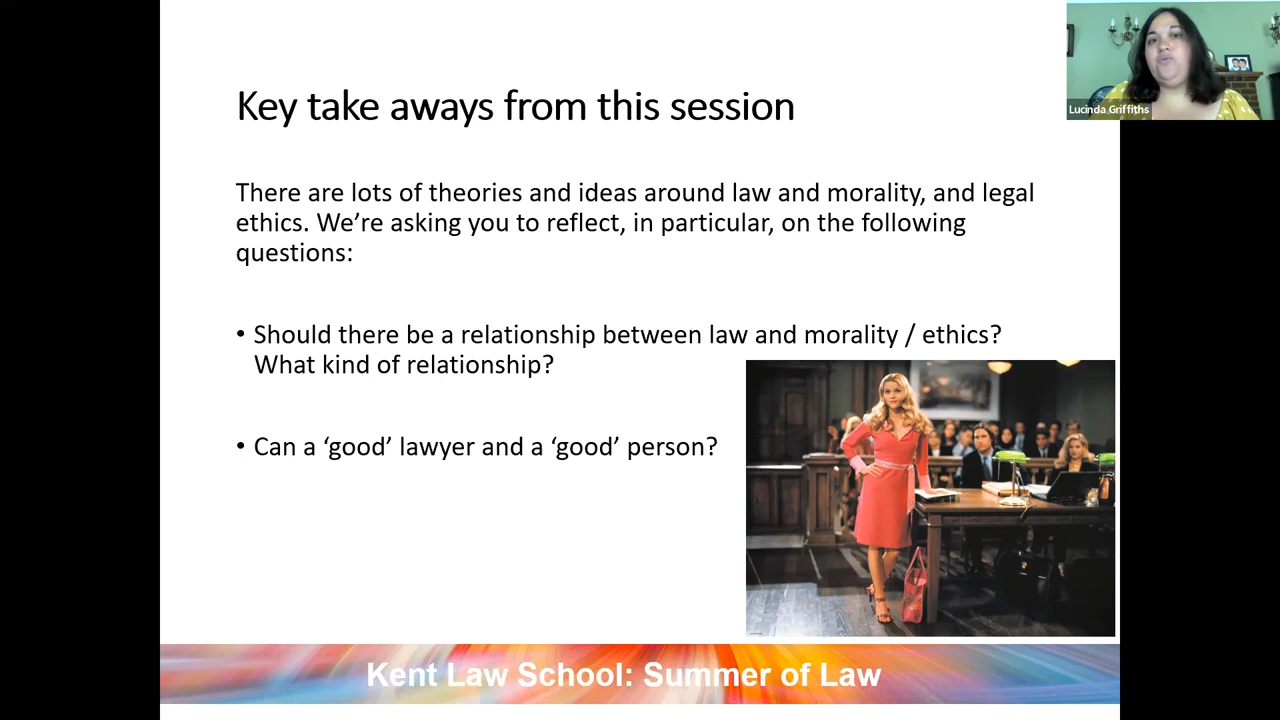 Key take aways from this session
Lucinda Griffiths
There are lots of theories and ideas around law and morality, and legal
ethics. We’re asking you to reflect, in particular, on the following
questions:
• Should there be a relationship between law and morality / ethics?
What kind of relationship?
• Can a ‘good’ lawyer and a ‘good’ person?
Kent Law School: Summer of Law